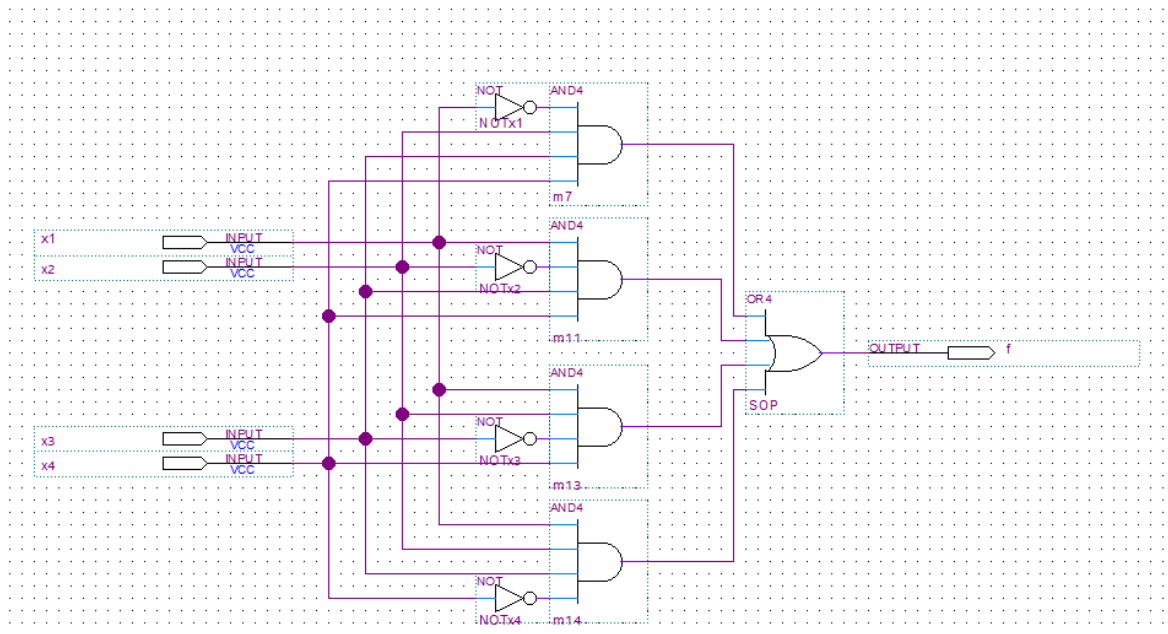 NOT
AND4
NOTx1
m7
AND4
x1
INPUT
VCC
NOT
x2
INPUT
VCC
NOTx2
OR4
m11
OUTPUT
f
AND4
SOP
NOT
x3
INPUT
VCC
x4
INPUT
VCC
NOTx3
m13
AND4
NOT
NOTx4
m14